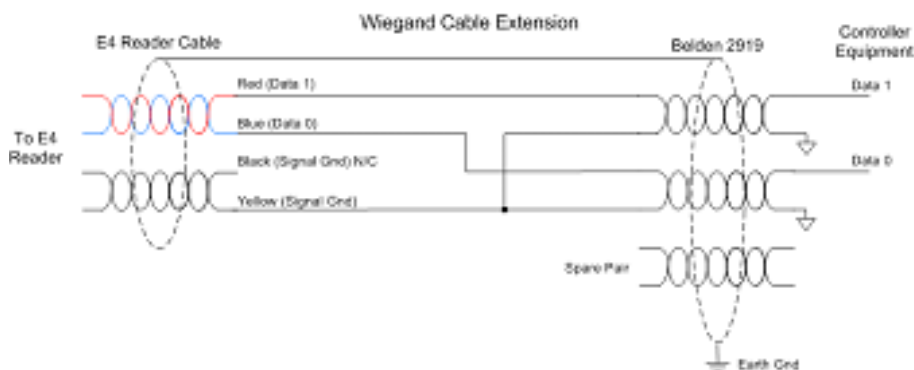 Wiegand Cable Extension
E4 Reader Cable
Belden 2919
Controller
Equipment
Red (Data 1)
Data 1
Blue (Data 0)
To E4
Reader
Black (Signal Gnd) N/C
Data 0
Yellow (Signal Gnd)
Spare Pair
Earth Gnd